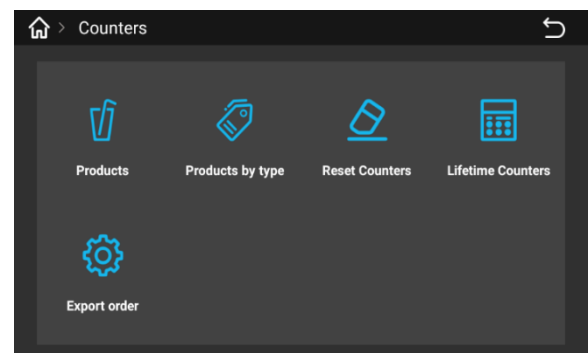 > Counters
Products
Products by type
Reset Counters
Lifetime Counters
Export order